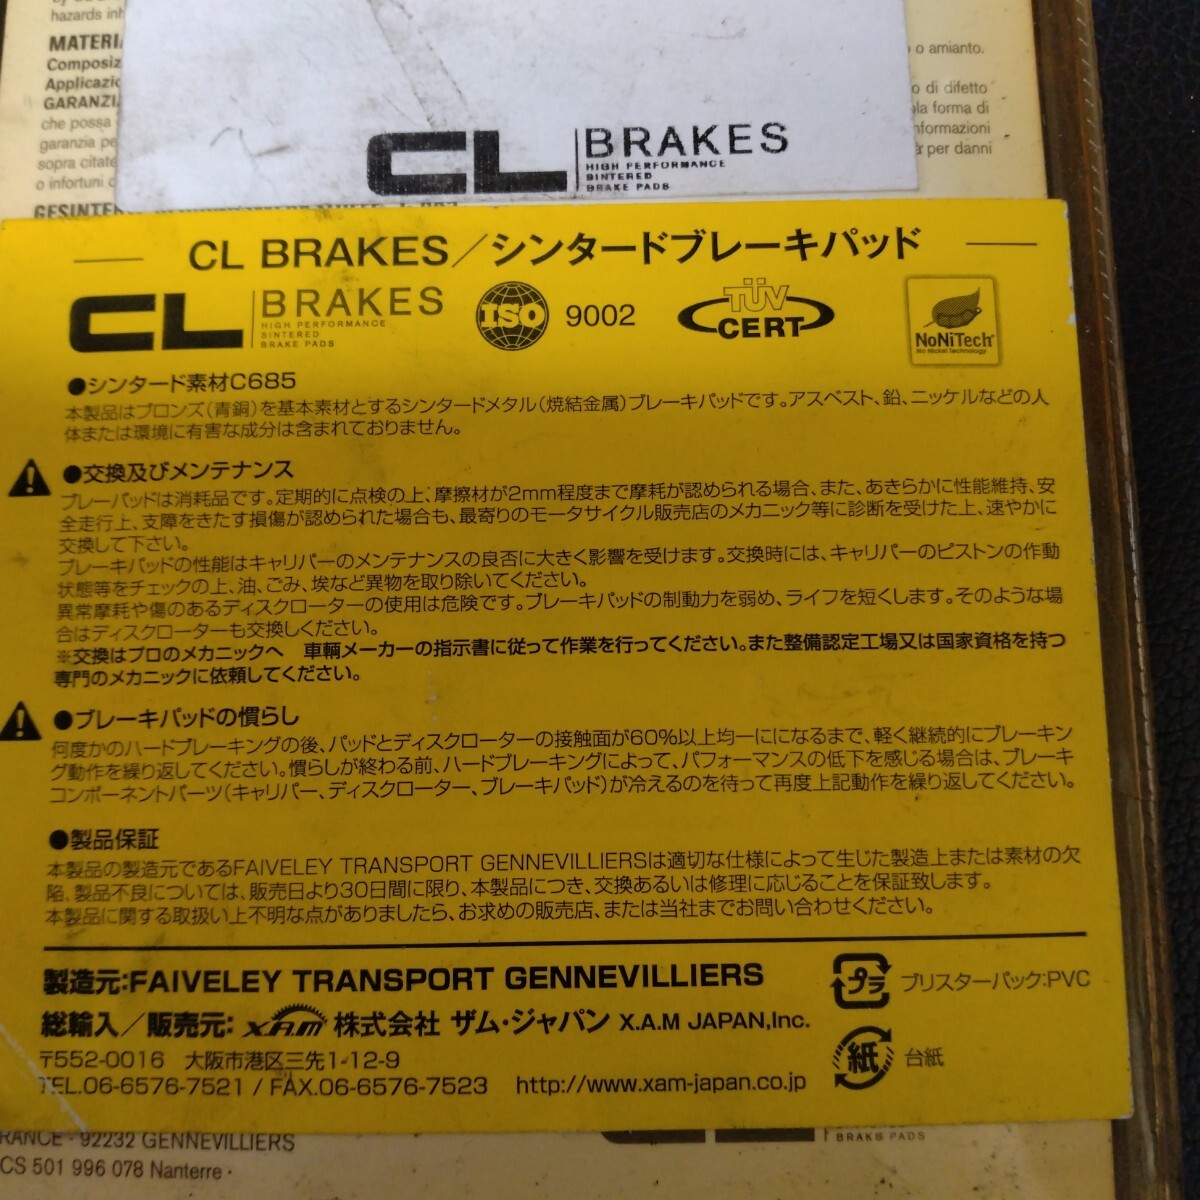 hazards inh
MATERIA
Composiz
o amianto.
Applicazio
o di difetto
GARANZIA
la forma di
che possa
nformazioni
garanzia pe
per danni
sopra citate
o infortuni
CL BRAKES
HIGH PERFORMANCE
SINTERED
BRAKE PADS
CL BRAKES／シンタードブレーキパッド
CL BRAKES
HIGH PERFORMANCE
SINTERED
BRAKE PADS
ISO 9002
TÜV
CERT
NoNiTech®
No Nickel technology
●シンタード素材C685
本製品はブロンズ(青銅)を基本素材とするシンタードメタル(焼結金属)ブレーキパッドです。アスベスト、鉛、ニッケルなどの人
体または環境に有害な成分は含まれておりません。
●交換及びメンテナンス
ブレーパッドは消耗品です。定期的に点検の上、摩擦材が2mm程度まで摩耗が認められる場合、また、あきらかに性能維持、安
全走行上、支障をきたす損傷が認められた場合も、最寄りのモータサイクル販売店のメカニック等に診断を受けた上、速やかに
交換して下さい。
ブレーキパッドの性能はキャリパーのメンテナンスの良否に大きく影響を受けます。交換時には、キャリパーのピストンの作動
状態等をチェックの上、油、ごみ、埃など異物を取り除いてください。
異常摩耗や傷のあるディスクローターの使用は危険です。ブレーキパッドの制動力を弱め、ライフを短くします。そのような場
合はディスクローターも交換しください。
※交換はプロのメカニックへ　車輌メーカーの指示書に従って作業を行ってください。また整備認定工場又は国家資格を持つ
専門のメカニックに依頼してください。
●ブレーキパッドの慣らし
何度かのハードブレーキングの後、パッドとディスクローターの接触面が60%以上均一にになるまで、軽く継続的にブレーキン
グ動作を繰り返してください。慣らしが終わる前、ハードブレーキングによって、パフォーマンスの低下を感じる場合は、ブレーキ
コンポーネントパーツ(キャリパー、ディスクローター、ブレーキパッド)が冷えるのを待って再度上記動作を繰り返してください。
●製品保証
本製品の製造元であるFAIVELEY TRANSPORT GENNEVILLIERSは適切な仕様によって生じた製造上または素材の欠
陥、製品不良については、販売日より30日間に限り、本製品につき、交換あるいは修理に応じることを保証致します。
本製品に関する取扱い上不明な点がありましたら、お求めの販売店、または当社までお問い合わせください。
製造元:FAIVELEY TRANSPORT GENNEVILLIERS
プラ ブリスターパック:PVC
総輸入／販売元: X.A.M 株式会社 ザム・ジャパン X.A.M JAPAN,Inc.
〒552-0016　大阪市港区三先1-12-9
紙 台紙
TEL.06-6576-7521 / FAX.06-6576-7523　http://www.xam-japan.co.jp
RANCE - 92232 GENNEVILLIERS
BRAKE PADS
CS 501 996 078 Nanterre ·